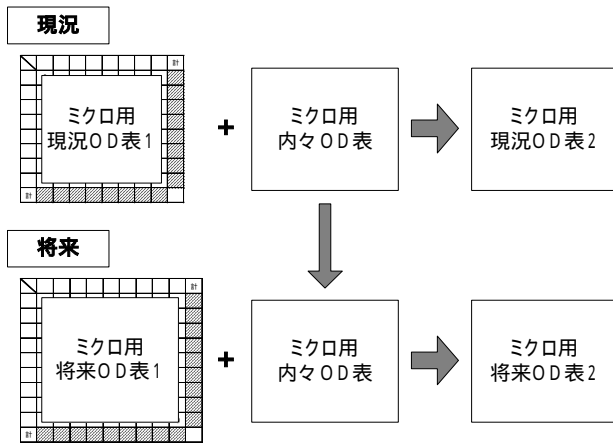 現況
計
ミクロ用
現況OD表1
計
+
ミクロ用
内々OD表
ミクロ用
現況OD表2
将来
計
ミクロ用
将来OD表1
計
+
ミクロ用
内々OD表
ミクロ用
将来OD表2